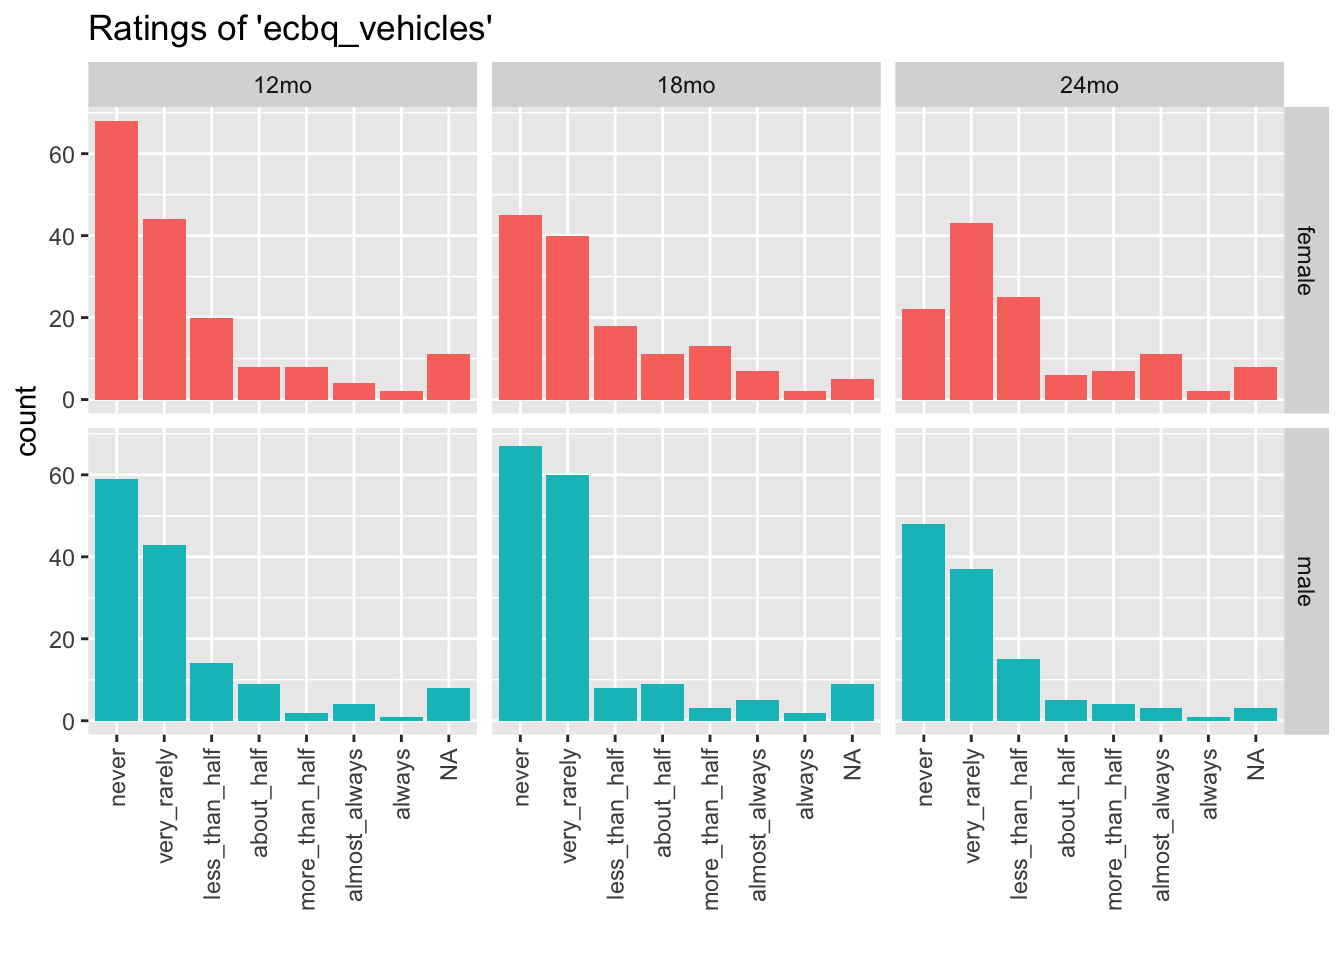 Ratings of 'ecbq_vehicles'
12mo
18mo
24mo
60
40
20
0
female
count
60
40
20
0
male
never
very_rarely
less_than_half
about_half
more_than_half
almost_always
always
NA
never
very_rarely
less_than_half
about_half
more_than_half
almost_always
always
NA
never
very_rarely
less_than_half
about_half
more_than_half
almost_always
always
NA